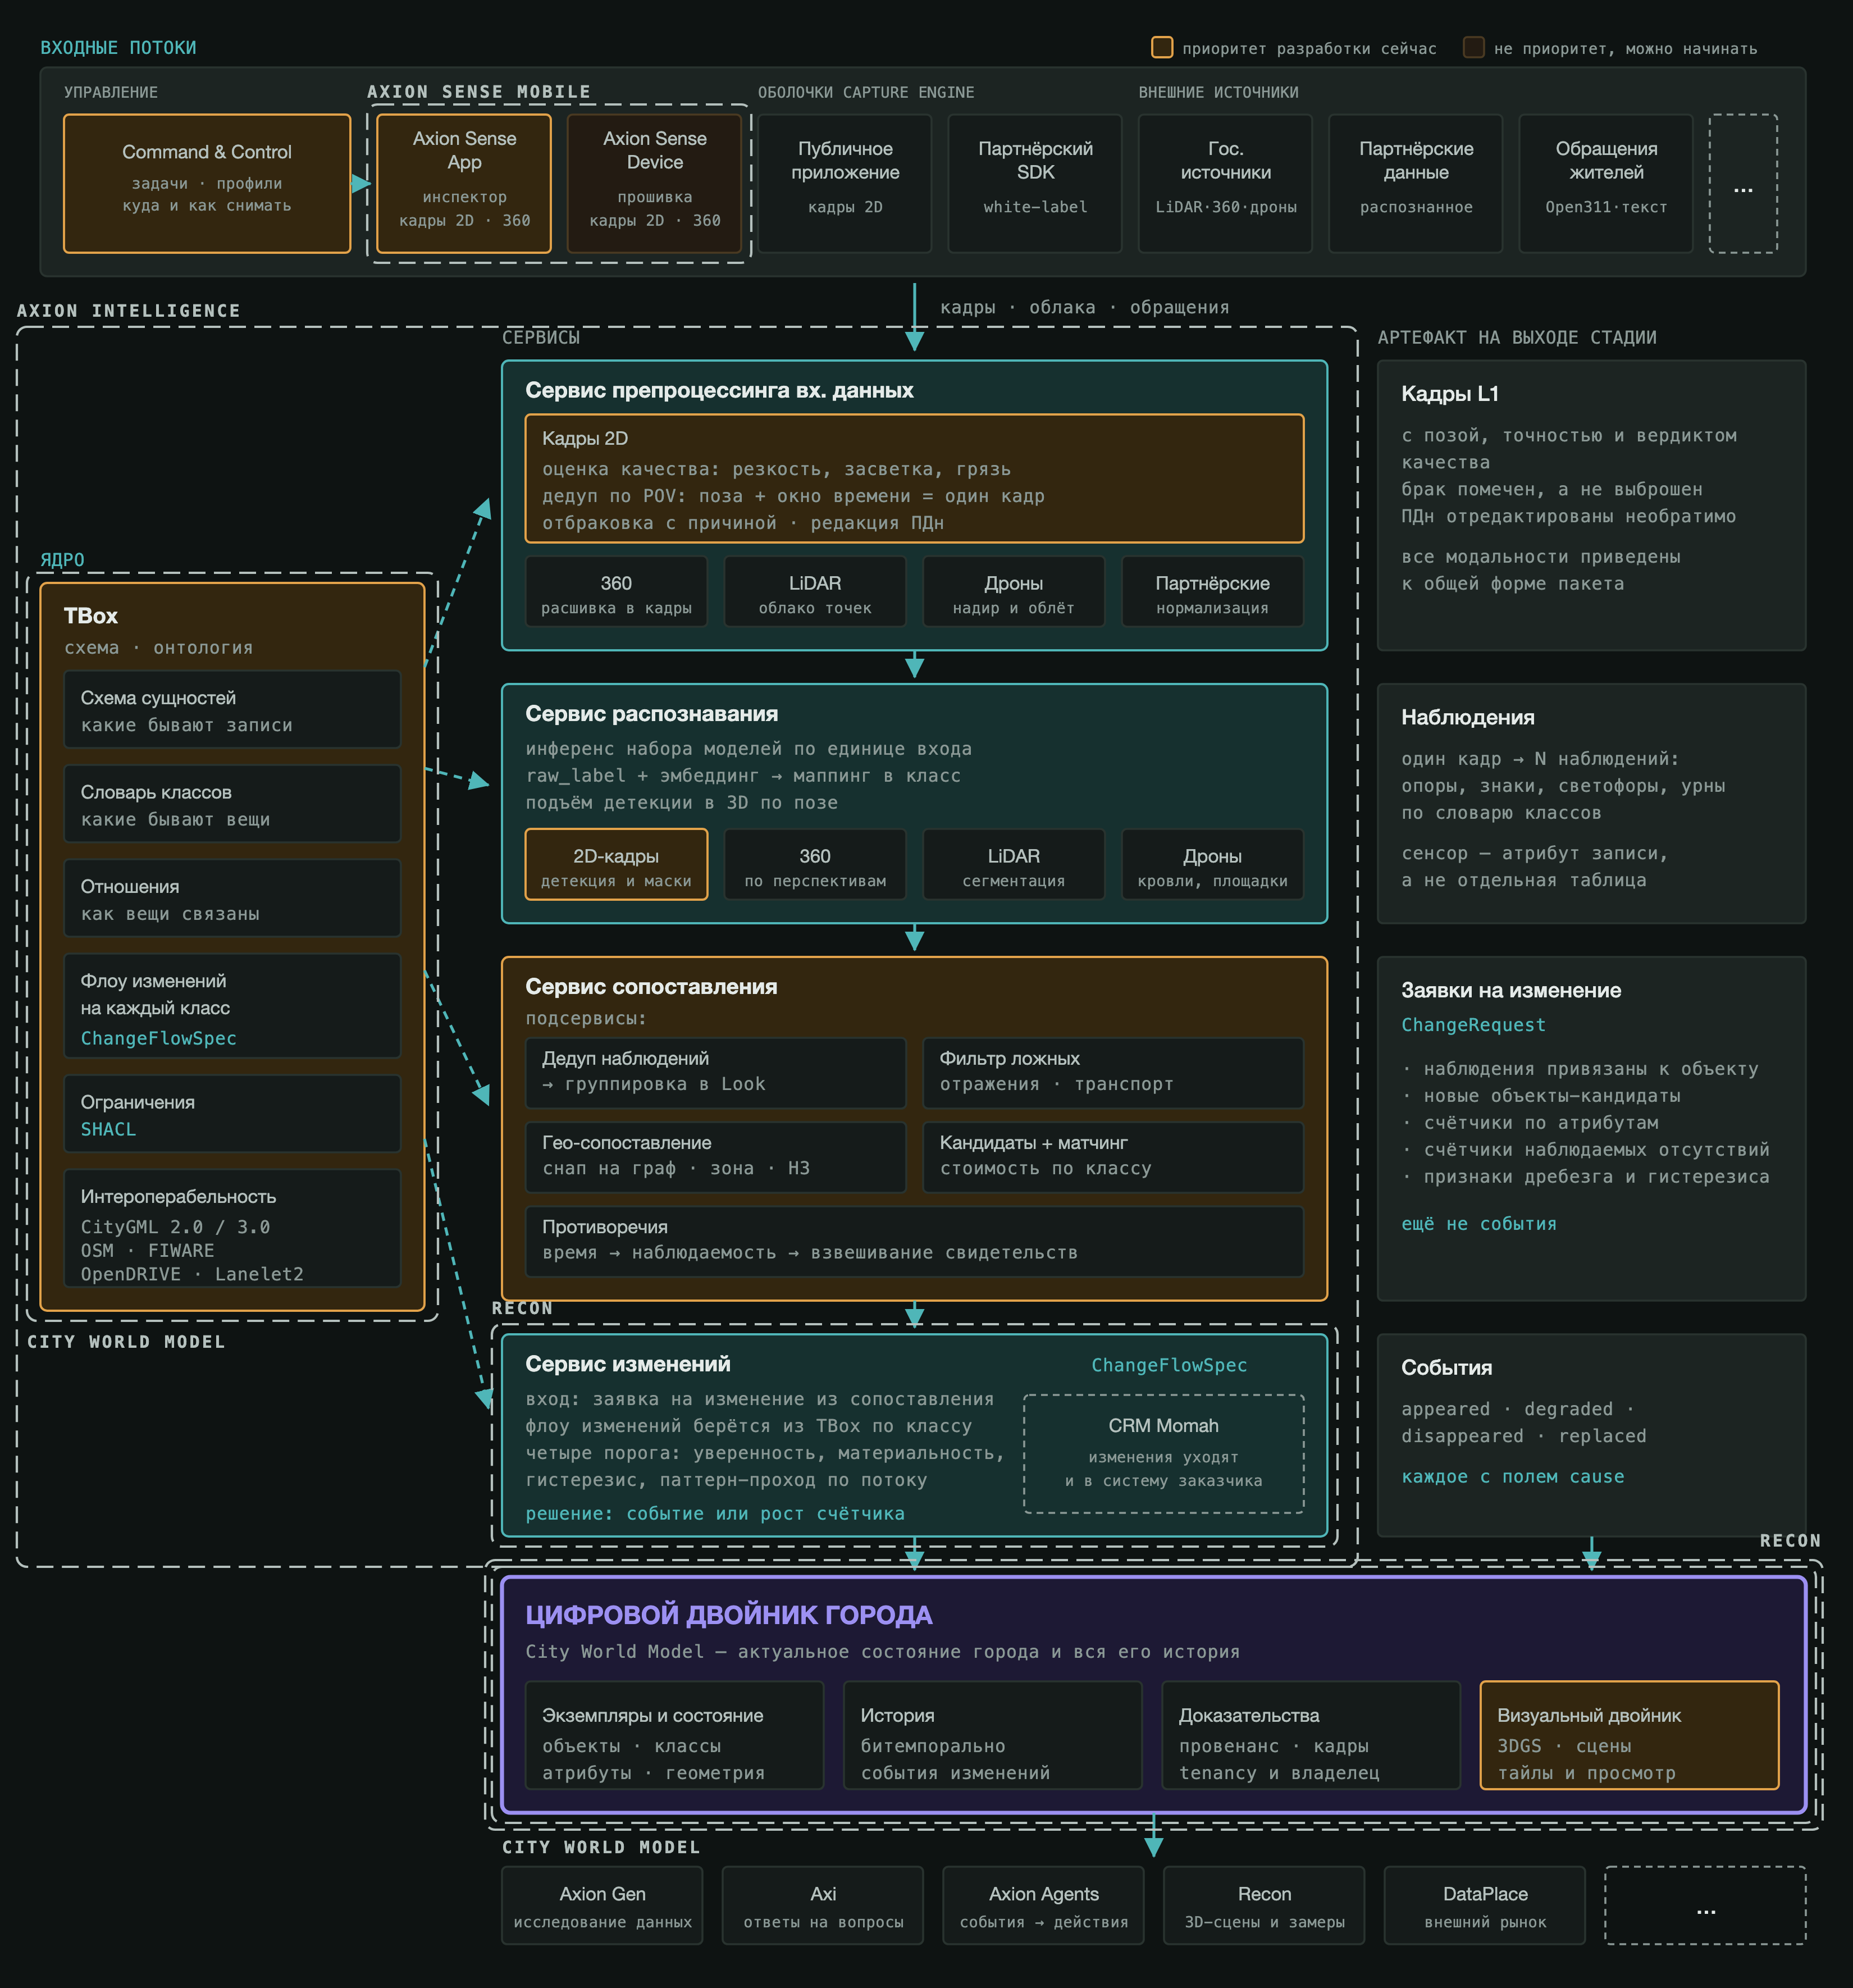 ВХОДНЫЕ ПОТОКИ
приоритет разработки сейчас
не приоритет, можно начинать
УПРАВЛЕНИЕ
AXION SENSE MOBILE
ОБОЛОЧКИ CAPTURE ENGINE
ВНЕШНИЕ ИСТОЧНИКИ
Command & Control
задачи · профили
куда и как снимать
Axion Sense
App
инспектор
кадры 2D · 360
Axion Sense
Device
прошивка
кадры 2D · 360
Публичное
приложение
кадры 2D
Партнёрский
SDK
white-label
Гос.
источники
LiDAR·360·дроны
Партнёрские
данные
распознанное
Обращения
жителей
Open311·текст
...
кадры · облака · обращения
AXION INTELLIGENCE
СЕРВИСЫ
АРТЕФАКТ НА ВЫХОДЕ СТАДИИ
Сервис препроцессинга вх. данных
Кадры 2D
оценка качества: резкость, засветка, грязь
дедуп по POV: поза + окно времени = один кадр
отбраковка с причиной · редакция ПДн
360
расшивка в кадры
LiDAR
облако точек
Дроны
надир и облёт
Партнёрские
нормализация
Кадры L1
с позой, точностью и вердиктом
качества
брак помечен, а не выброшен
ПДн отредактированы необратимо
все модальности приведены
к общей форме пакета
ЯДРО
TBox
схема · онтология
Схема сущностей
какие бывают записи
Словарь классов
какие бывают вещи
Отношения
как вещи связаны
Флоу изменений
на каждый класс
ChangeFlowSpec
Ограничения
SHACL
Интероперабельность
CityGML 2.0 / 3.0
OSM · FIWARE
OpenDRIVE · Lanelet2
CITY WORLD MODEL
Сервис распознавания
инференс набора моделей по единице входа
raw_label + эмбеддинг → маппинг в класс
подъём детекции в 3D по позе
2D-кадры
детекция и маски
360
по перспективам
LiDAR
сегментация
Дроны
кровли, площадки
Наблюдения
один кадр → N наблюдений:
опоры, знаки, светофоры, урны
по словарю классов
сенсор — атрибут записи,
а не отдельная таблица
Сервис сопоставления
подсервисы:
Дедуп наблюдений
→ группировка в Look
Фильтр ложных
отражения · транспорт
Гео-сопоставление
снап на граф · зона · H3
Кандидаты + матчинг
стоимость по классу
Противоречия
время → наблюдаемость → взвешивание свидетельств
Заявки на изменение
ChangeRequest
· наблюдения привязаны к объекту
· новые объекты-кандидаты
· счётчики по атрибутам
· счётчики наблюдаемых отсутствий
· признаки дребезга и гистерезиса
ещё не события
RECON
Сервис изменений
ChangeFlowSpec
вход: заявка на изменение из сопоставления
флоу изменений берётся из TBox по классу
четыре порога: уверенность, материальность,
гистерезис, паттерн-проход по потоку
решение: событие или рост счётчика
CRM Momah
изменения уходят
и в систему заказчика
События
appeared · degraded ·
disappeared · replaced
каждое с полем cause
RECON
ЦИФРОВОЙ ДВОЙНИК ГОРОДА
City World Model — актуальное состояние города и вся его история
Экземпляры и состояние
объекты · классы
атрибуты · геометрия
История
битемпорально
события изменений
Доказательства
провенанс · кадры
tenancy и владелец
Визуальный двойник
3DGS · сцены
тайлы и просмотр
CITY WORLD MODEL
Axion Gen
исследование данных
Axi
ответы на вопросы
Axion Agents
события → действия
Recon
3D-сцены и замеры
DataPlace
внешний рынок
...